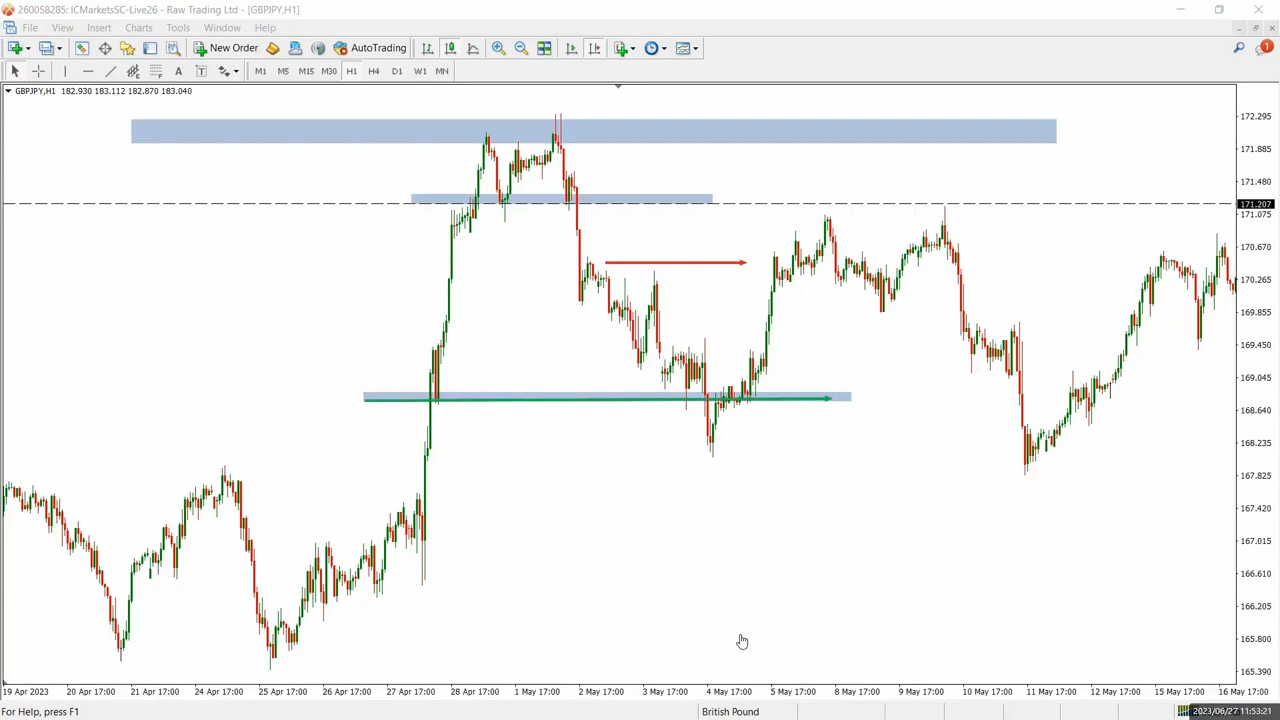 260058285: ICMarketsSC-Live26 - Raw Trading Ltd - [GBPJPY,H1]
File View Insert Charts Tools Window Help
New Order AutoTrading 1
A T M1 M5 M15 M30 H1 H4 D1 W1 MN
GBPJPY,H1 182.930 183.112 182.870 183.040
172.295
171.885
171.480
171.207
171.075
170.670
170.265
169.855
169.450
169.045
168.640
168.235
167.825
167.420
167.015
166.610
166.205
165.800
165.390
19 Apr 2023 20 Apr 17:00 21 Apr 17:00 24 Apr 17:00 25 Apr 17:00 26 Apr 17:00 27 Apr 17:00 28 Apr 17:00 1 May 17:00 2 May 17:00 3 May 17:00 4 May 17:00 5 May 17:00 8 May 17:00 9 May 17:00 10 May 17:00 11 May 17:00 12 May 17:00 15 May 17:00 16 May 17:00
For Help, press F1 British Pound 2023/06/27 11:53:21